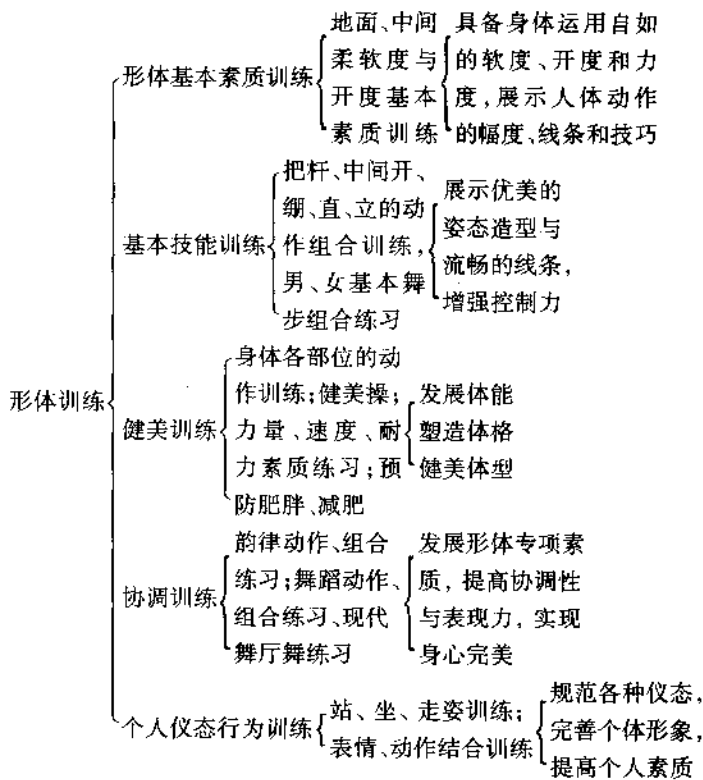 形体训练
形体基本素质训练
地面、中间
柔软度与
开度基本
素质训练
具备身体运用自如
的软度、开度和力
度,展示人体动作
的幅度、线条和技巧
基本技能训练
把杆、中间开、
绷、直、立的动
作组合训练,
男、女基本舞
步组合练习
展示优美的
姿态造型与
流畅的线条,
增强控制力
健美训练
身体各部位的动
作训练;健美操;
力量、速度、耐
力素质练习;预
防肥胖、减肥
发展体能
塑造体格
健美体型
协调训练
韵律动作、组合
练习;舞蹈动作、
组合练习、现代
舞厅舞练习
发展形体专项素
质,提高协调性
与表现力,实现
身心完美
个人仪态行为训练
站、坐、走姿训练;
表情、动作结合训练
规范各种仪态,
完善个体形象,
提高个人素质